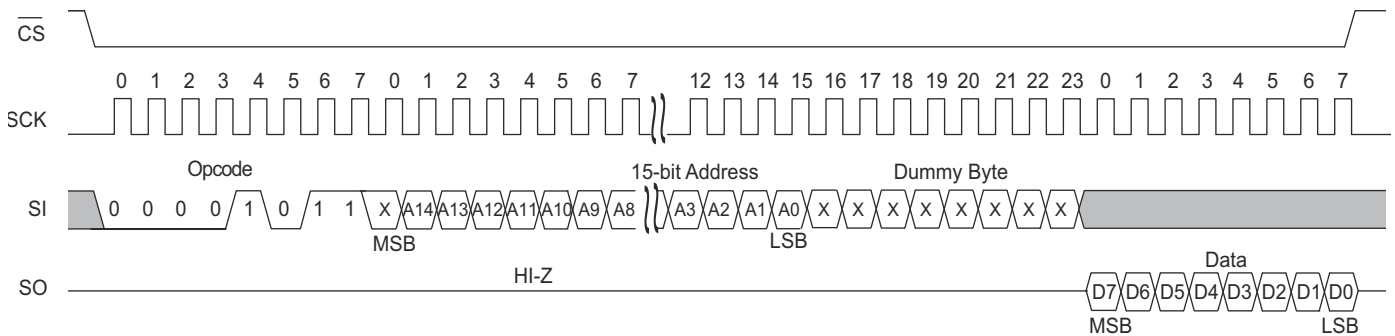 CS
0 1 2 3 4 5 6 7 0 1 2 3 4 5 6 7 12 13 14 15 16 17 18 19 20 21 22 23 0 1 2 3 4 5 6 7
SCK
Opcode 15-bit Address Dummy Byte
SI 0 0 0 0 1 0 1 1 X A14 A13 A12 A11 A10 A9 A8 A3 A2 A1 A0 X X X X X X X X
MSB LSB
HI-Z Data
SO D7 D6 D5 D4 D3 D2 D1 D0
MSB LSB